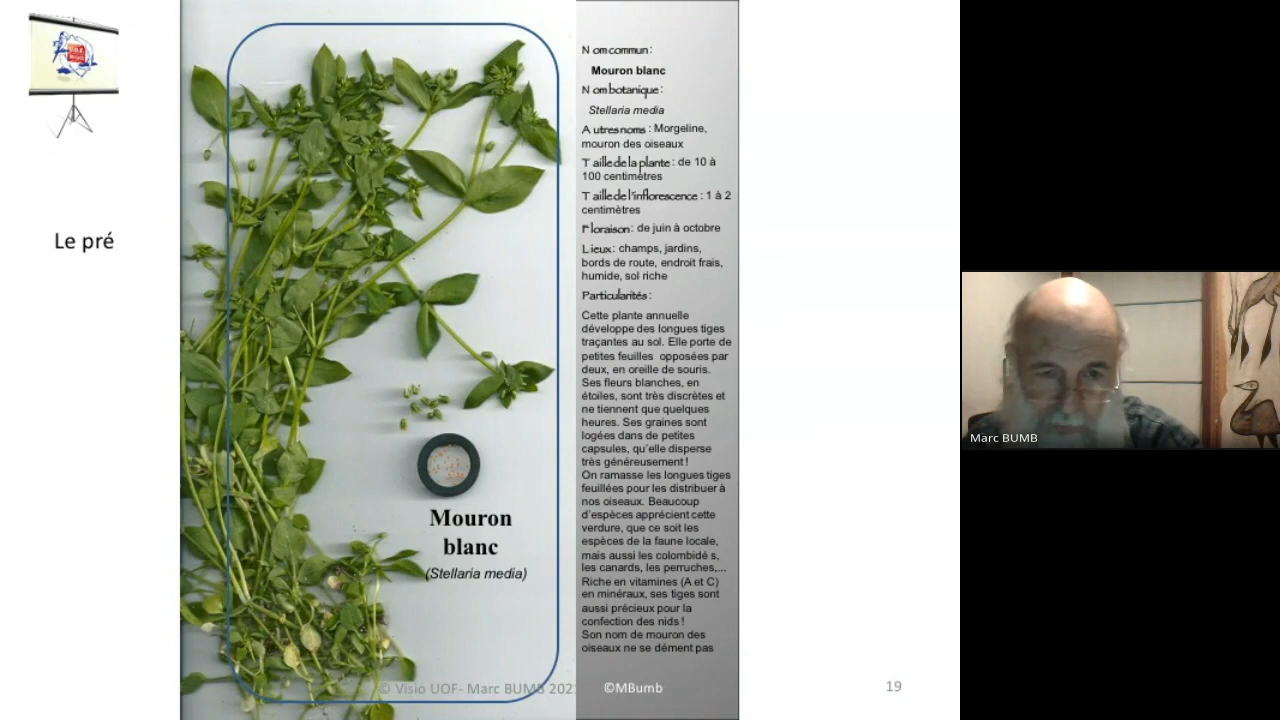 Le pré
Mouron
blanc
(Stellaria media)
Nom commun :
Mouron blanc
Nom botanique :
Stellaria media
Autres noms : Morgeline,
mouron des oiseaux
Taille de la plante : de 10 à
100 centimètres
Taille de l'inflorescence : 1 à 2
centimètres
Floraison : de juin à octobre
Lieux : champs, jardins,
bords de route, endroit frais,
humide, sol riche
Particularités :
Cette plante annuelle
développe des longues tiges
traçantes au sol. Elle porte de
petites feuilles opposées par
deux, en oreille de souris.
Ses fleurs blanches, en
étoiles, sont très discrètes et
ne tiennent que quelques
heures. Ses graines sont
logées dans de petites
capsules, qu'elle disperse
très généreusement !
On ramasse les longues tiges
feuillées pour les distribuer à
nos oiseaux. Beaucoup
d'espèces apprécient cette
verdure, que ce soit les
espèces de la faune locale,
mais aussi les colombidé s,
les canards, les perruches,...
Riche en vitamines (A et C)
en minéraux, ses tiges sont
aussi précieux pour la
confection des nids !
Son nom de mouron des
oiseaux ne se dément pas
© Visio UOF- Marc BUMB 202
©MBumb
19
Marc BUMB